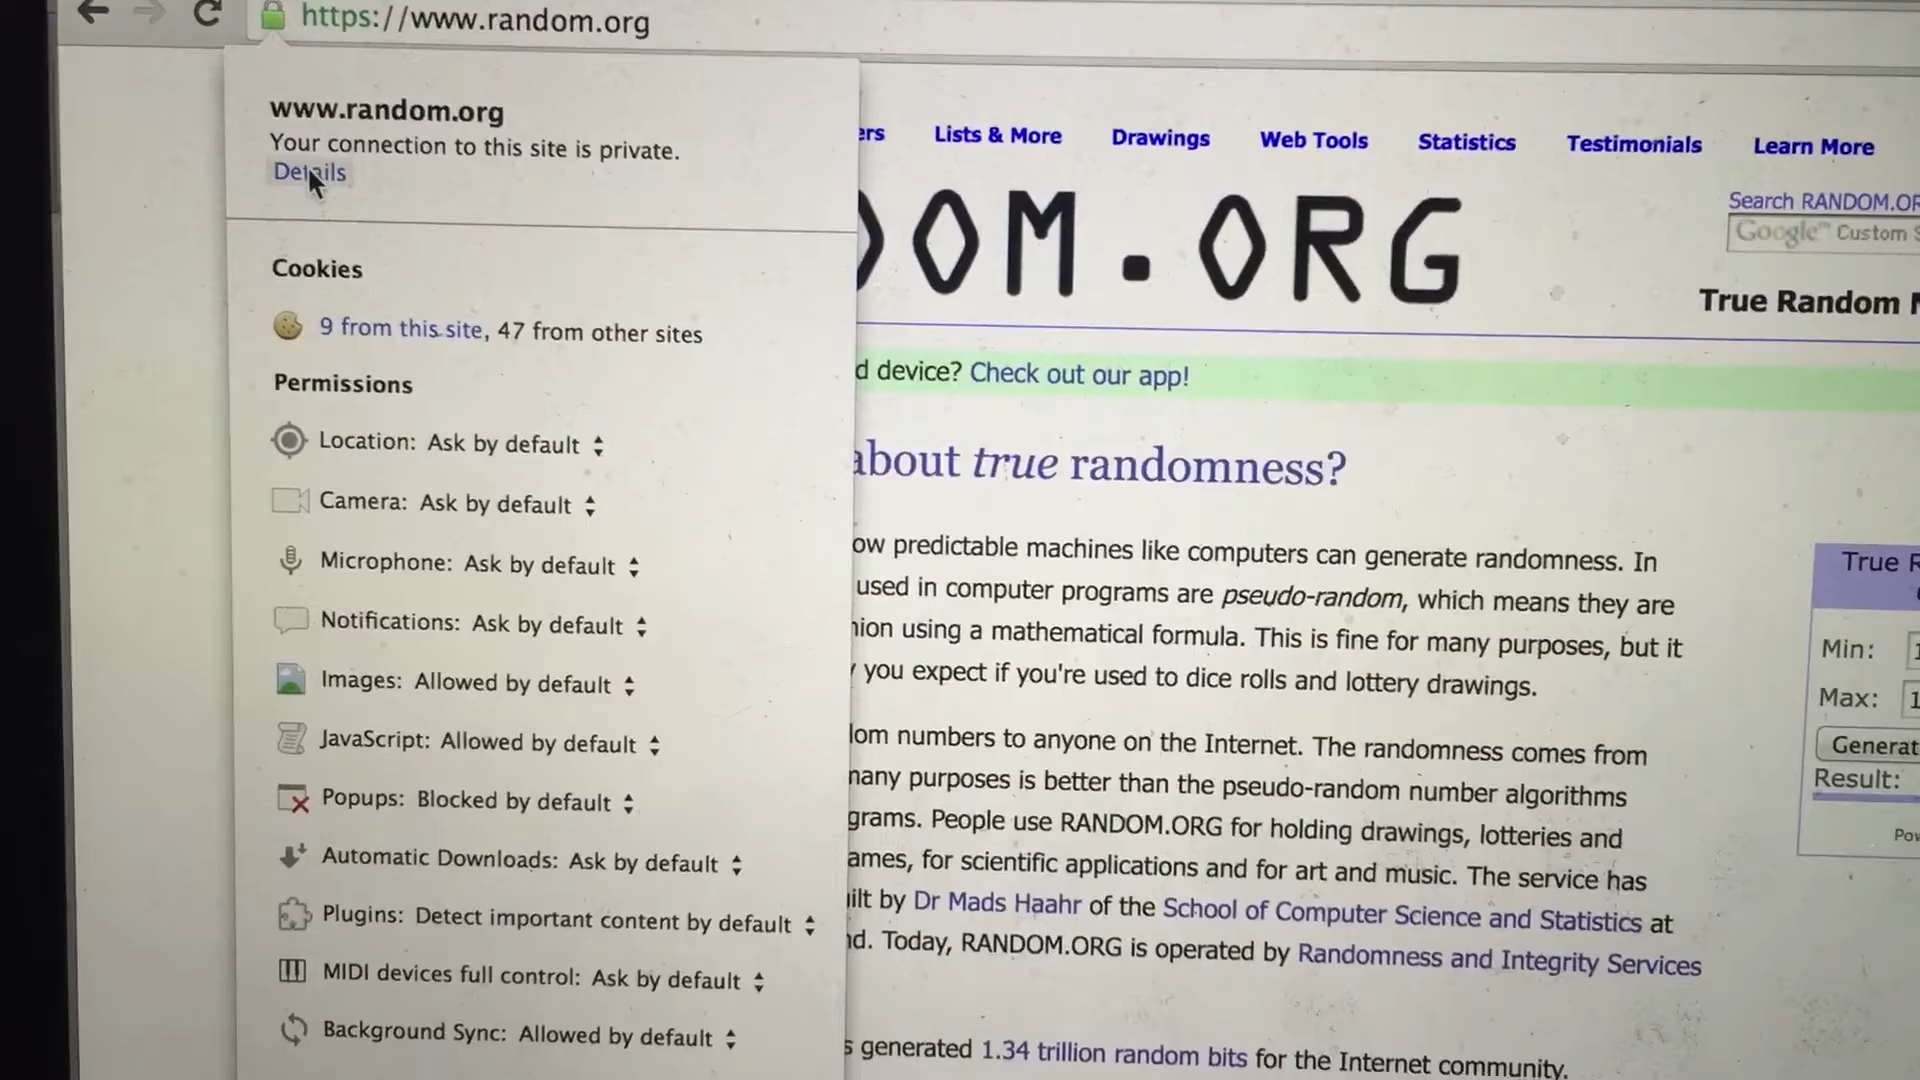 https://www.random.org
www.random.org
Your connection to this site is private.
Details
Cookies
9 from this site, 47 from other sites
Permissions
Location: Ask by default
Camera: Ask by default
Microphone: Ask by default
Notifications: Ask by default
Images: Allowed by default
JavaScript: Allowed by default
Popups: Blocked by default
Automatic Downloads: Ask by default
Plugins: Detect important content by default
MIDI devices full control: Ask by default
Background Sync: Allowed by default
ers Lists & More Drawings Web Tools Statistics Testimonials Learn More
Search RANDOM.OR
Google™ Custom S
DOM.ORG
True Random N
d device? Check out our app!
about true randomness?
ow predictable machines like computers can generate randomness. In
used in computer programs are pseudo-random, which means they are
hion using a mathematical formula. This is fine for many purposes, but it
y you expect if you're used to dice rolls and lottery drawings.
dom numbers to anyone on the Internet. The randomness comes from
many purposes is better than the pseudo-random number algorithms
grams. People use RANDOM.ORG for holding drawings, lotteries and
ames, for scientific applications and for art and music. The service has
uilt by Dr Mads Haahr of the School of Computer Science and Statistics at
nd. Today, RANDOM.ORG is operated by Randomness and Integrity Services
s generated 1.34 trillion random bits for the Internet community.
True R
Min: 1
Max: 1
Generat
Result:
Pow